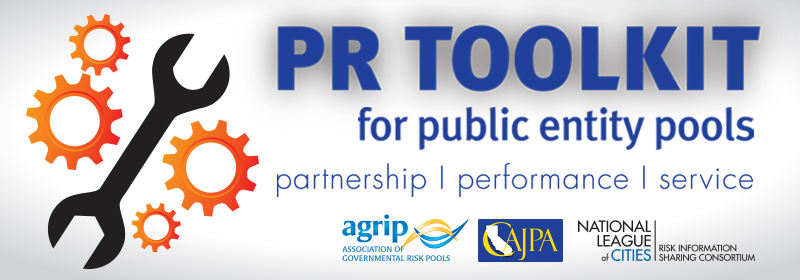 PR TOOLKIT
for public entity pools
partnership | performance | service
agrip
ASSOCIATION OF
GOVERNMENTAL RISK POOLS
CAJPA
NATIONAL
LEAGUE
of CITIES
RISK INFORMATION
SHARING CONSORTIUM